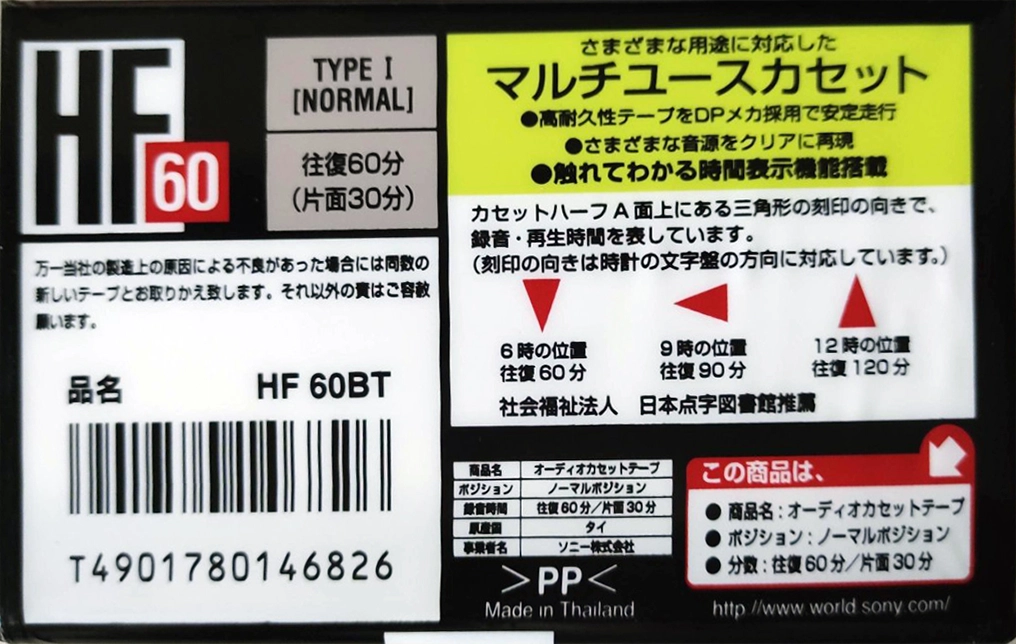 HF
60
TYPE I
[NORMAL]
往復60分
(片面30分)
万一当社の製造上の原因による不良があった場合には同数の
新しいテープとお取りかえ致します。それ以外の責はご容赦
願います。
品名 HF 60BT
T4901780146826
さまざまな用途に対応した
マルチユースカセット
●高耐久性テープをDPメカ採用で安定走行
●さまざまな音源をクリアに再現
●触れてわかる時間表示機能搭載
カセットハーフA面上にある三角形の刻印の向きで、
録音・再生時間を表しています。
(刻印の向きは時計の文字盤の方向に対応しています。)
6時の位置 9時の位置 12時の位置
往復60分 往復90分 往復120分
社会福祉法人 日本点字図書館推薦
商品名 オーディオカセットテープ
ポジション ノーマルポジション
録音時間 往復60分/片面30分
原産国 タイ
事業者名 ソニー株式会社
>PP<
Made in Thailand
この商品は、
●商品名:オーディオカセットテープ
●ポジション:ノーマルポジション
●分数:往復60分/片面30分
http://www.world.sony.com/